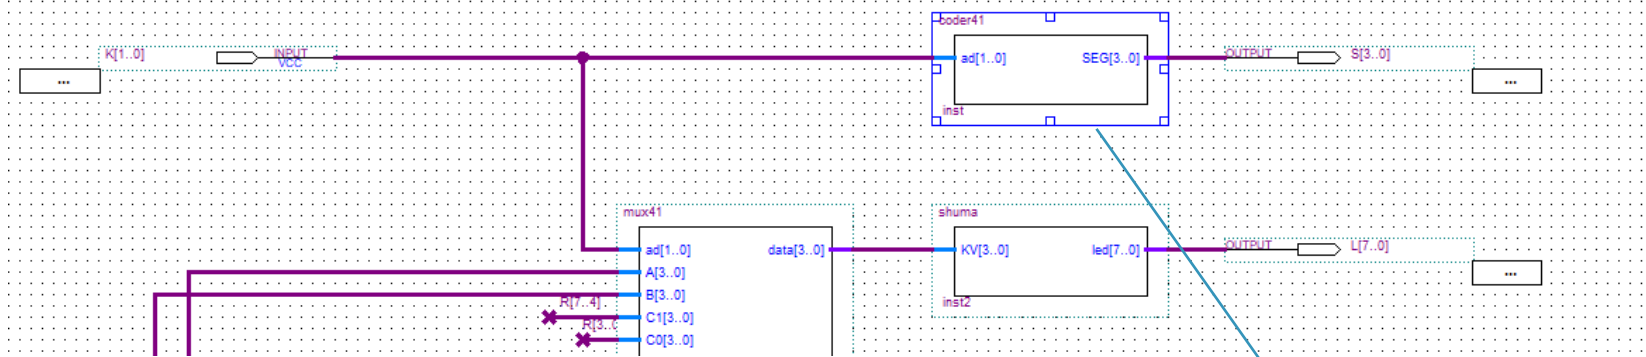 coder41
K[1..0]
INPUT
VCC
ad[1..0]
SEG[3..0]
OUTPUT
S[3..0]
...
...
inst
mux41
shuma
ad[1..0]
data[3..0]
KV[3..0]
led[7..0]
OUTPUT
L[7..0]
A[3..0]
...
B[3..0]
R[7..4]
inst2
C1[3..0]
R[3..0
C0[3..0]